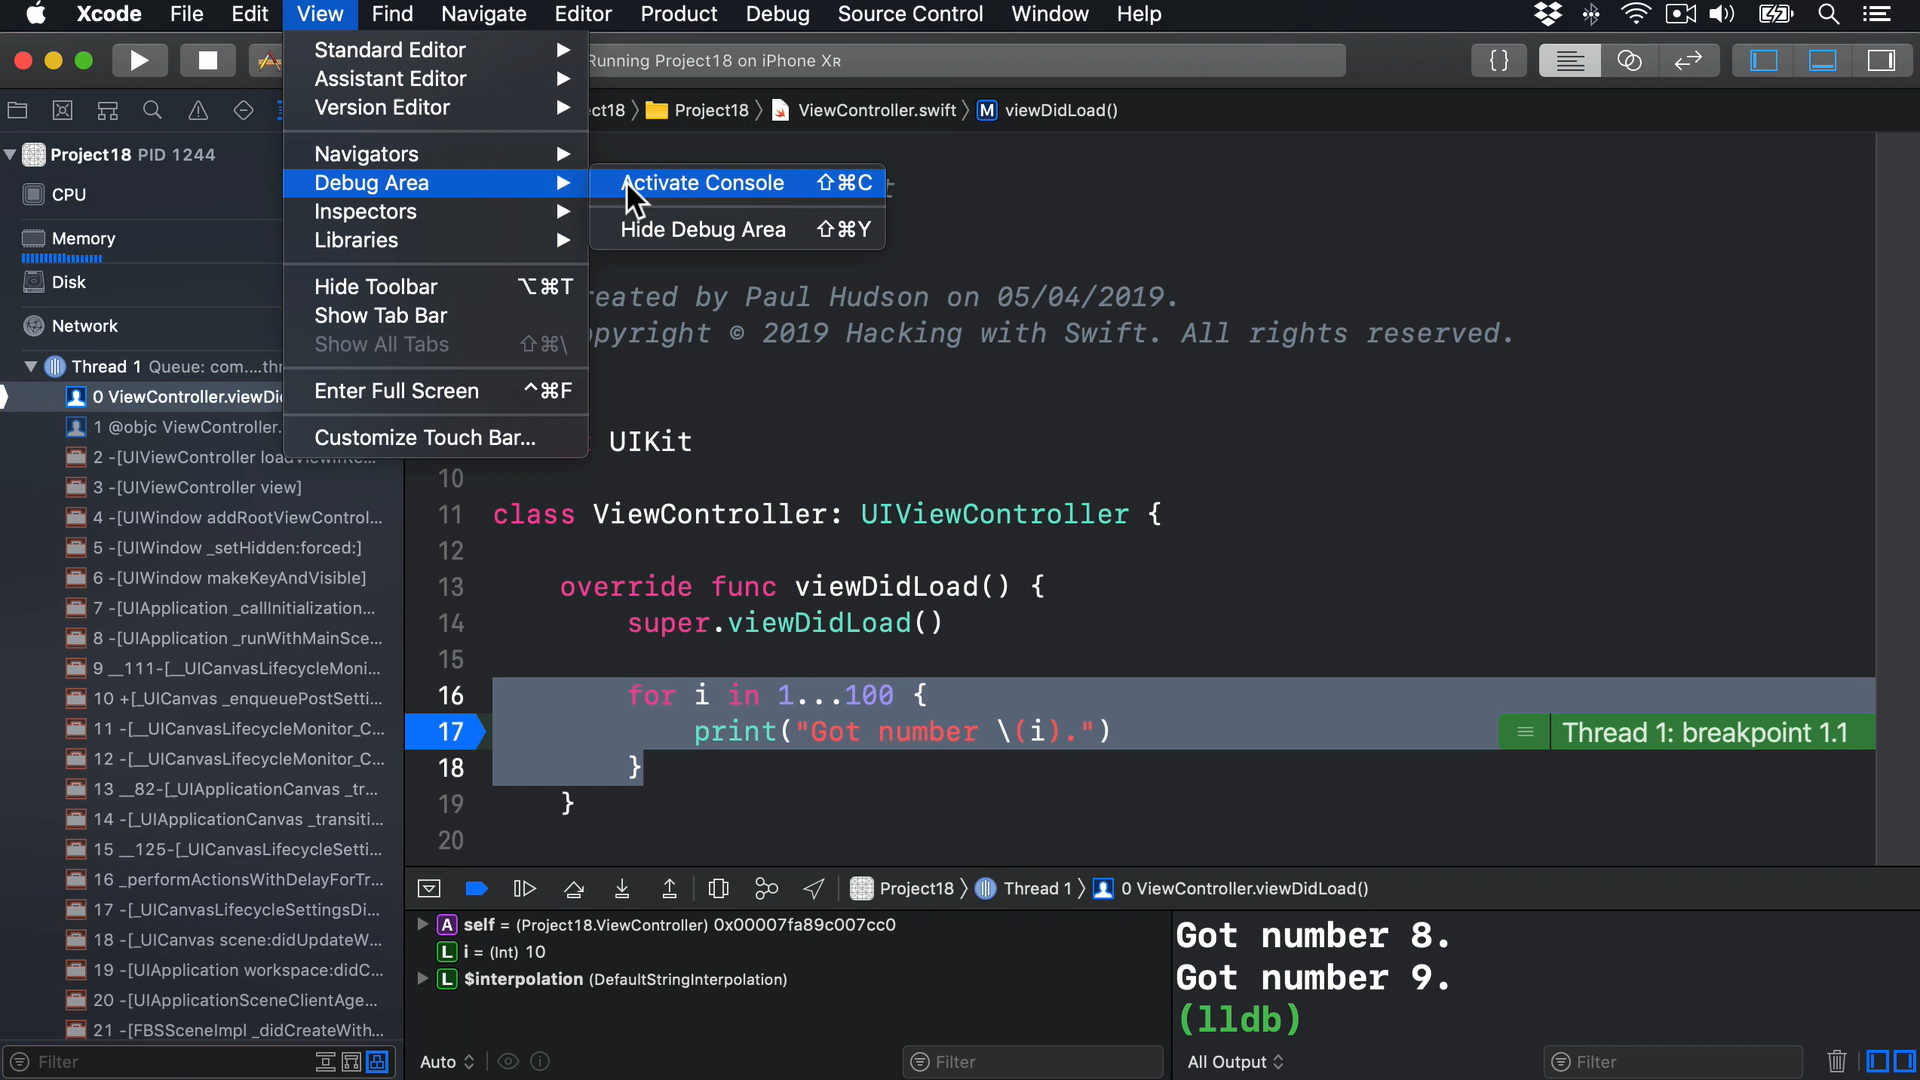 Xcode File Edit View Find Navigate Editor Product Debug Source Control Window Help
Standard Editor
Assistant Editor
Version Editor
Navigators
Debug Area
Inspectors
Libraries
Hide Toolbar ⌥⌘T
Show Tab Bar
Show All Tabs ⇧⌘\
Enter Full Screen ^⌘F
Customize Touch Bar...
Activate Console ⇧⌘C
Hide Debug Area ⇧⌘Y
Running Project18 on iPhone XR
ct18 Project18 ViewController.swift M viewDidLoad()
Project18 PID 1244
CPU
Memory
Disk
Network
Thread 1 Queue: com....thr
0 ViewController.viewDi
1 @objc ViewController.
2 -[UIViewController loadViewIfRe...
3 -[UIViewController view]
4 -[UIWindow addRootViewControl...
5 -[UIWindow _setHidden:forced:]
6 -[UIWindow makeKeyAndVisible]
7 -[UIApplication _callInitialization...
8 -[UIApplication _runWithMainSce...
9 __111-[__UICanvasLifecycleMoni...
10 +[_UICanvas _enqueuePostSetti...
11 -[__UICanvasLifecycleMonitor_C...
12 -[__UICanvasLifecycleMonitor_C...
13 __82-[_UIApplicationCanvas _tr...
14 -[_UIApplicationCanvas _transiti...
15 __125-[_UICanvasLifecycleSetti...
16 _performActionsWithDelayForTr...
17 -[_UICanvasLifecycleSettingsDi...
18 -[_UICanvas scene:didUpdateW...
19 -[UIApplication workspace:didC...
20 -[UIApplicationSceneClientAge...
21 -[FBSSceneImpl _didCreateWith...
Filter
reated by Paul Hudson on 05/04/2019.
pyright © 2019 Hacking with Swift. All rights reserved.
UIKit
10
11 class ViewController: UIViewController {
12
13 override func viewDidLoad() {
14 super.viewDidLoad()
15
16 for i in 1...100 {
17 print("Got number \(i).") Thread 1: breakpoint 1.1
18 }
19 }
20
Project18 Thread 1 0 ViewController.viewDidLoad()
A self = (Project18.ViewController) 0x00007fa89c007cc0
L i = (Int) 10
L $interpolation (DefaultStringInterpolation)
Auto Filter
Got number 8.
Got number 9.
(lldb)
All Output Filter